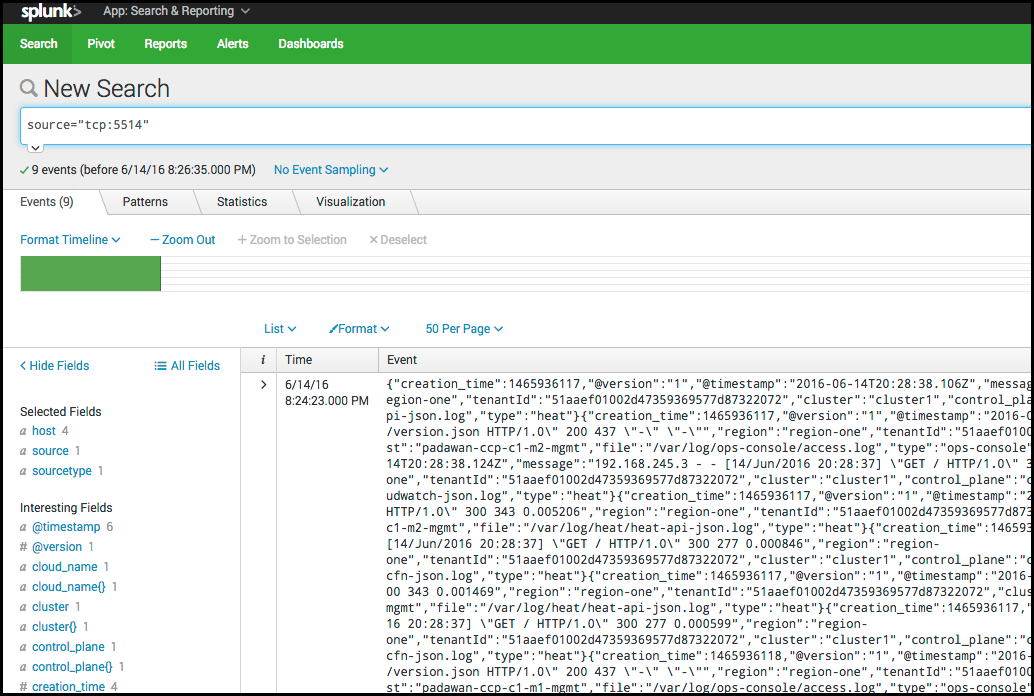 splunk> App: Search & Reporting
Search Pivot Reports Alerts Dashboards
New Search
source="tcp:5514"
9 events (before 6/14/16 8:26:35.000 PM) No Event Sampling
Events (9) Patterns Statistics Visualization
Format Timeline — Zoom Out + Zoom to Selection × Deselect
List Format 50 Per Page
< Hide Fields All Fields
i Time Event
Selected Fields
a host 4
a source 1
a sourcetype 1
Interesting Fields
a @timestamp 6
# @version 1
a cloud_name 1
a cloud_name{} 1
a cluster 1
a cluster{} 1
a control_plane 1
a control_plane{} 1
# creation_time 4
> 6/14/16
8:24:23.000 PM
{"creation_time":1465936117,"@version":"1","@timestamp":"2016-06-14T20:28:38.106Z","messag
egion-one","tenantId":"51aaef01002d47359369577d87322072","cluster":"cluster1","control_pla
pi-json.log","type":"heat"}{"creation_time":1465936117,"@version":"1","@timestamp":"2016-0
/version.json HTTP/1.0\" 200 437 \"-\" \"-\"","region":"region-one","tenantId":"51aaef0100
st":"padawan-ccp-c1-m2-mgmt","file":"/var/log/ops-console/access.log","type":"ops-console"
14T20:28:38.124Z","message":"192.168.245.3 - - [14/Jun/2016 20:28:37] \"GET / HTTP/1.0\" 3
one","tenantId":"51aaef01002d47359369577d87322072","cluster":"cluster1","control_plane":"c
udwatch-json.log","type":"heat"}{"creation_time":1465936117,"@version":"1","@timestamp":"2
HTTP/1.0\" 300 343 0.005206","region":"region-one","tenantId":"51aaef01002d47359369577d873
c1-m2-mgmt","file":"/var/log/heat/heat-api-json.log","type":"heat"}{"creation_time":146593
[14/Jun/2016 20:28:37] \"GET / HTTP/1.0\" 300 277 0.000846","region":"region-
one","tenantId":"51aaef01002d47359369577d87322072","cluster":"cluster1","control_plane":"c
cfn-json.log","type":"heat"}{"creation_time":1465936117,"@version":"1","@timestamp":"2016-
00 343 0.001469","region":"region-one","tenantId":"51aaef01002d47359369577d87322072","clus
mgmt","file":"/var/log/heat/heat-api-json.log","type":"heat"}{"creation_time":1465936117,"
16 20:28:37] \"GET / HTTP/1.0\" 300 277 0.000599","region":"region-
one","tenantId":"51aaef01002d47359369577d87322072","cluster":"cluster1","control_plane":"c
cfn-json.log","type":"heat"}{"creation_time":1465936118,"@version":"1","@timestamp":"2016-
/version.json HTTP/1.0\" 200 437 \"-\" \"-\"","region":"region-one","tenantId":"51aaef0100
st":"padawan-ccp-c1-m1-mgmt","file":"/var/log/ops-console/access.log","type":"ops-console"